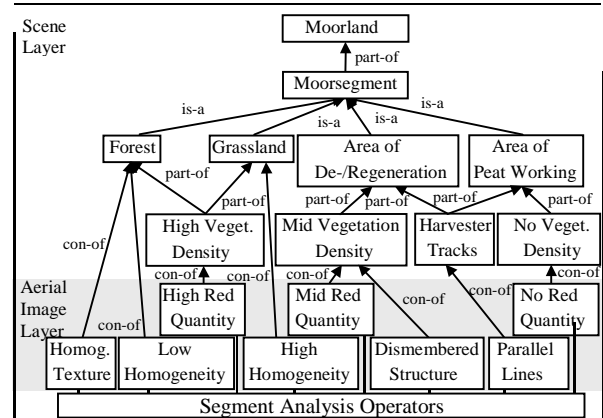 Scene
Layer
Moorland
part-of
Moorsegment
is-a
is-a
is-a
is-a
Forest
Grassland
Area of
De-/Regeneration
Area of
Peat Working
part-of
part-of
part-of
part-of
part-of
part-of
High Veget.
Density
Mid Vegetation
Density
Harvester
Tracks
No Veget.
Density
con-of
con-of
con-of
con-of
con-of
Aerial
Image
Layer
High Red
Quantity
Mid Red
Quantity
con-of
con-of
No Red
Quantity
con-of
Homog.
Texture
Low
Homogeneity
High
Homogeneity
Dismembered
Structure
Parallel
Lines
Segment Analysis Operators